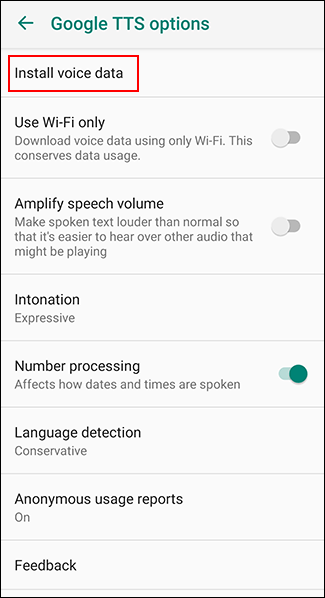 Google TTS options
Install voice data
Use Wi-Fi only
Download voice data using only Wi-Fi. This
conserves data usage.
Amplify speech volume
Make spoken text louder than normal so
that it's easier to hear over other audio that
might be playing
Intonation
Expressive
Number processing
Affects how dates and times are spoken
Language detection
Conservative
Anonymous usage reports
On
Feedback